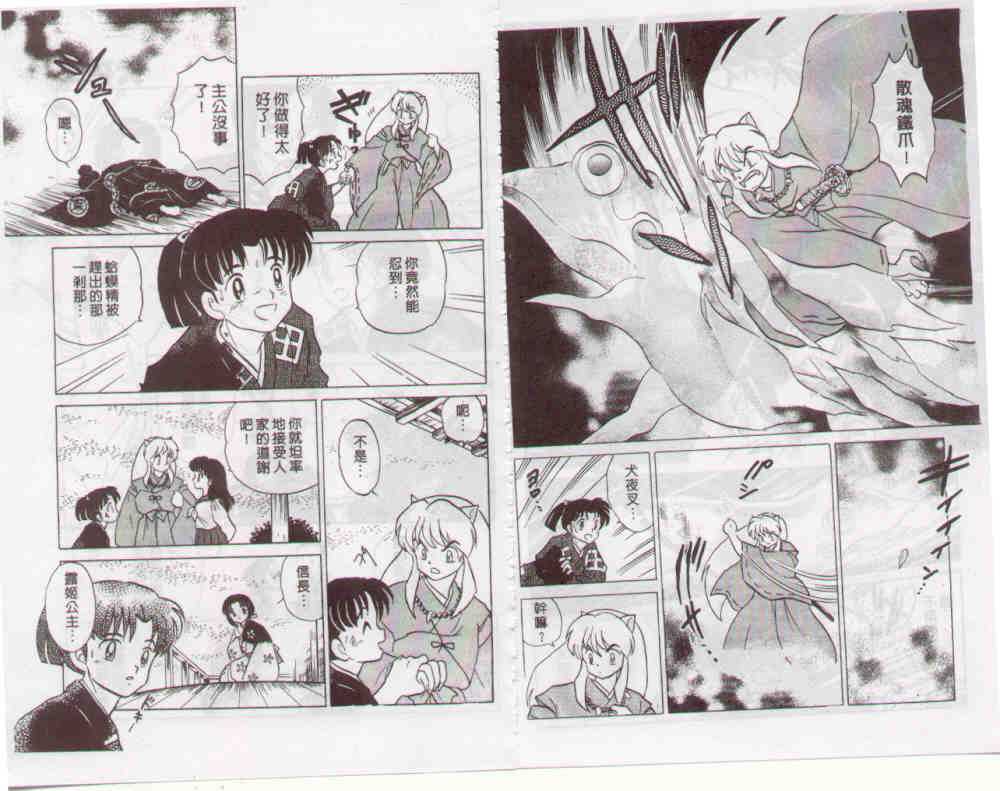 散魂鐵爪！
犬夜叉…
幹嘛？
主公沒事
了！
嗯…
你做得太
好了！
你竟然能
忍到…
蛤蟆精被
趕出的那
一剎那…
呃…
不是…
你就坦率
地接受人
家的道謝
吧！
信長…
露姬公主…